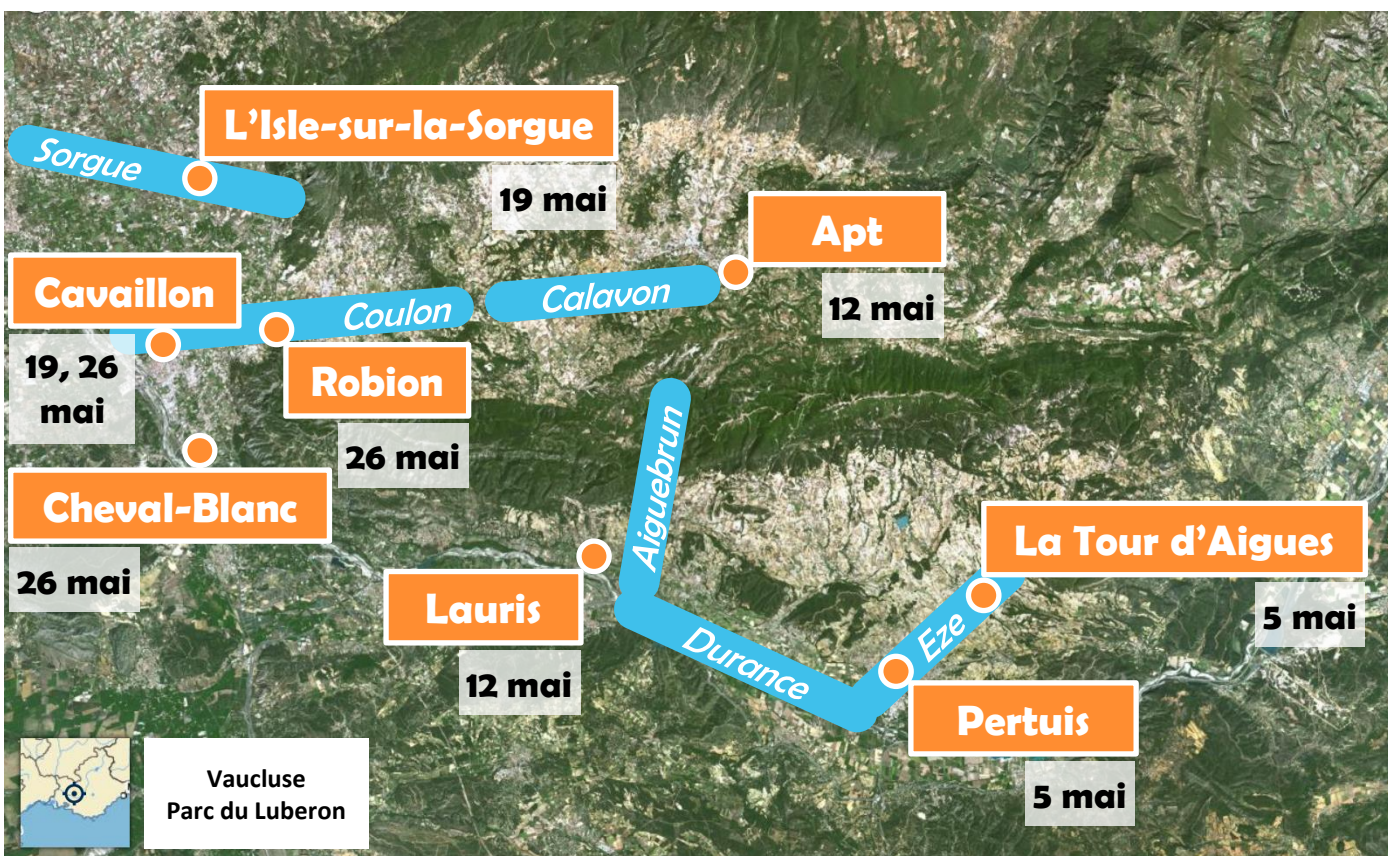 L'Isle-sur-la-Sorgue
Sorgue
19 mai
Apt
12 mai
Cavaillon
Coulon
Calavon
19, 26
mai
Robion
26 mai
Cheval-Blanc
26 mai
Aiguebrun
Lauris
12 mai
Durance
Eze
La Tour d'Aigues
5 mai
Pertuis
5 mai
Vaucluse
Parc du Luberon